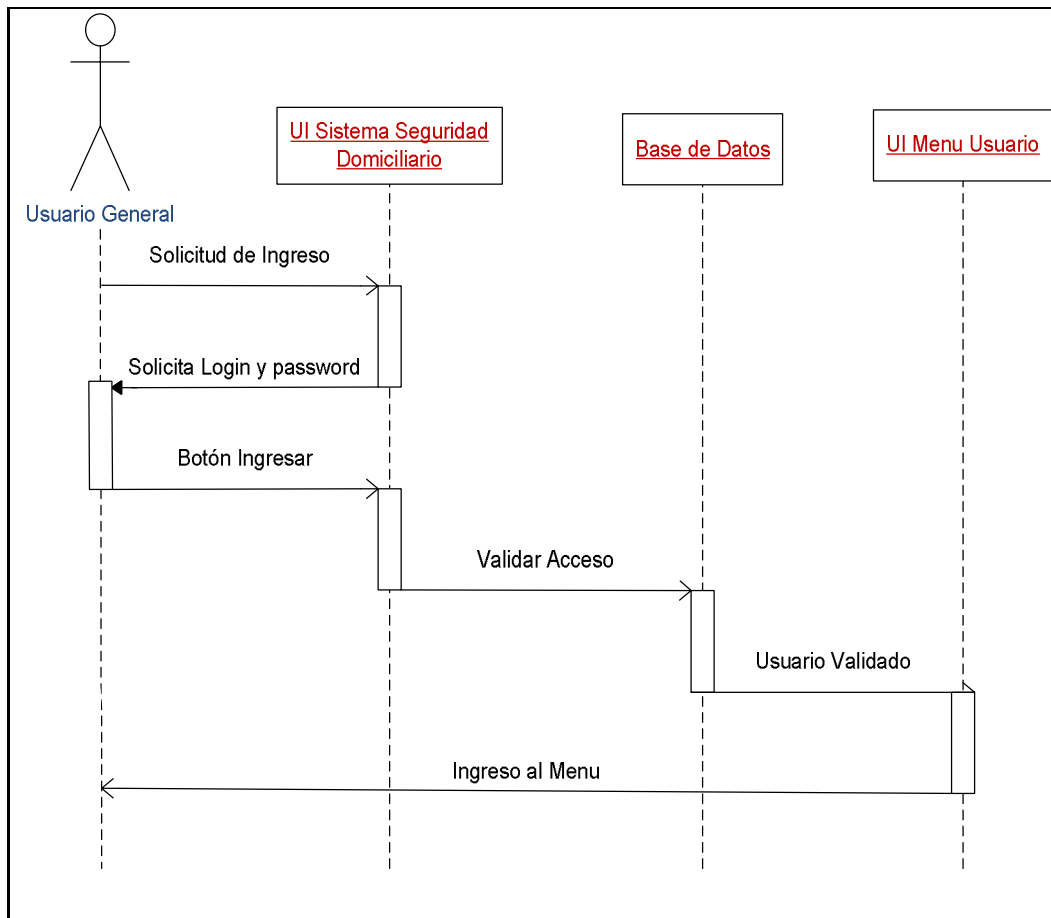 UI Sistema Seguridad
Domiciliario
Base de Datos
UI Menu Usuario
Usuario General
Solicitud de Ingreso
Solicita Login y password
Botón Ingresar
Validar Acceso
Usuario Validado
Ingreso al Menu